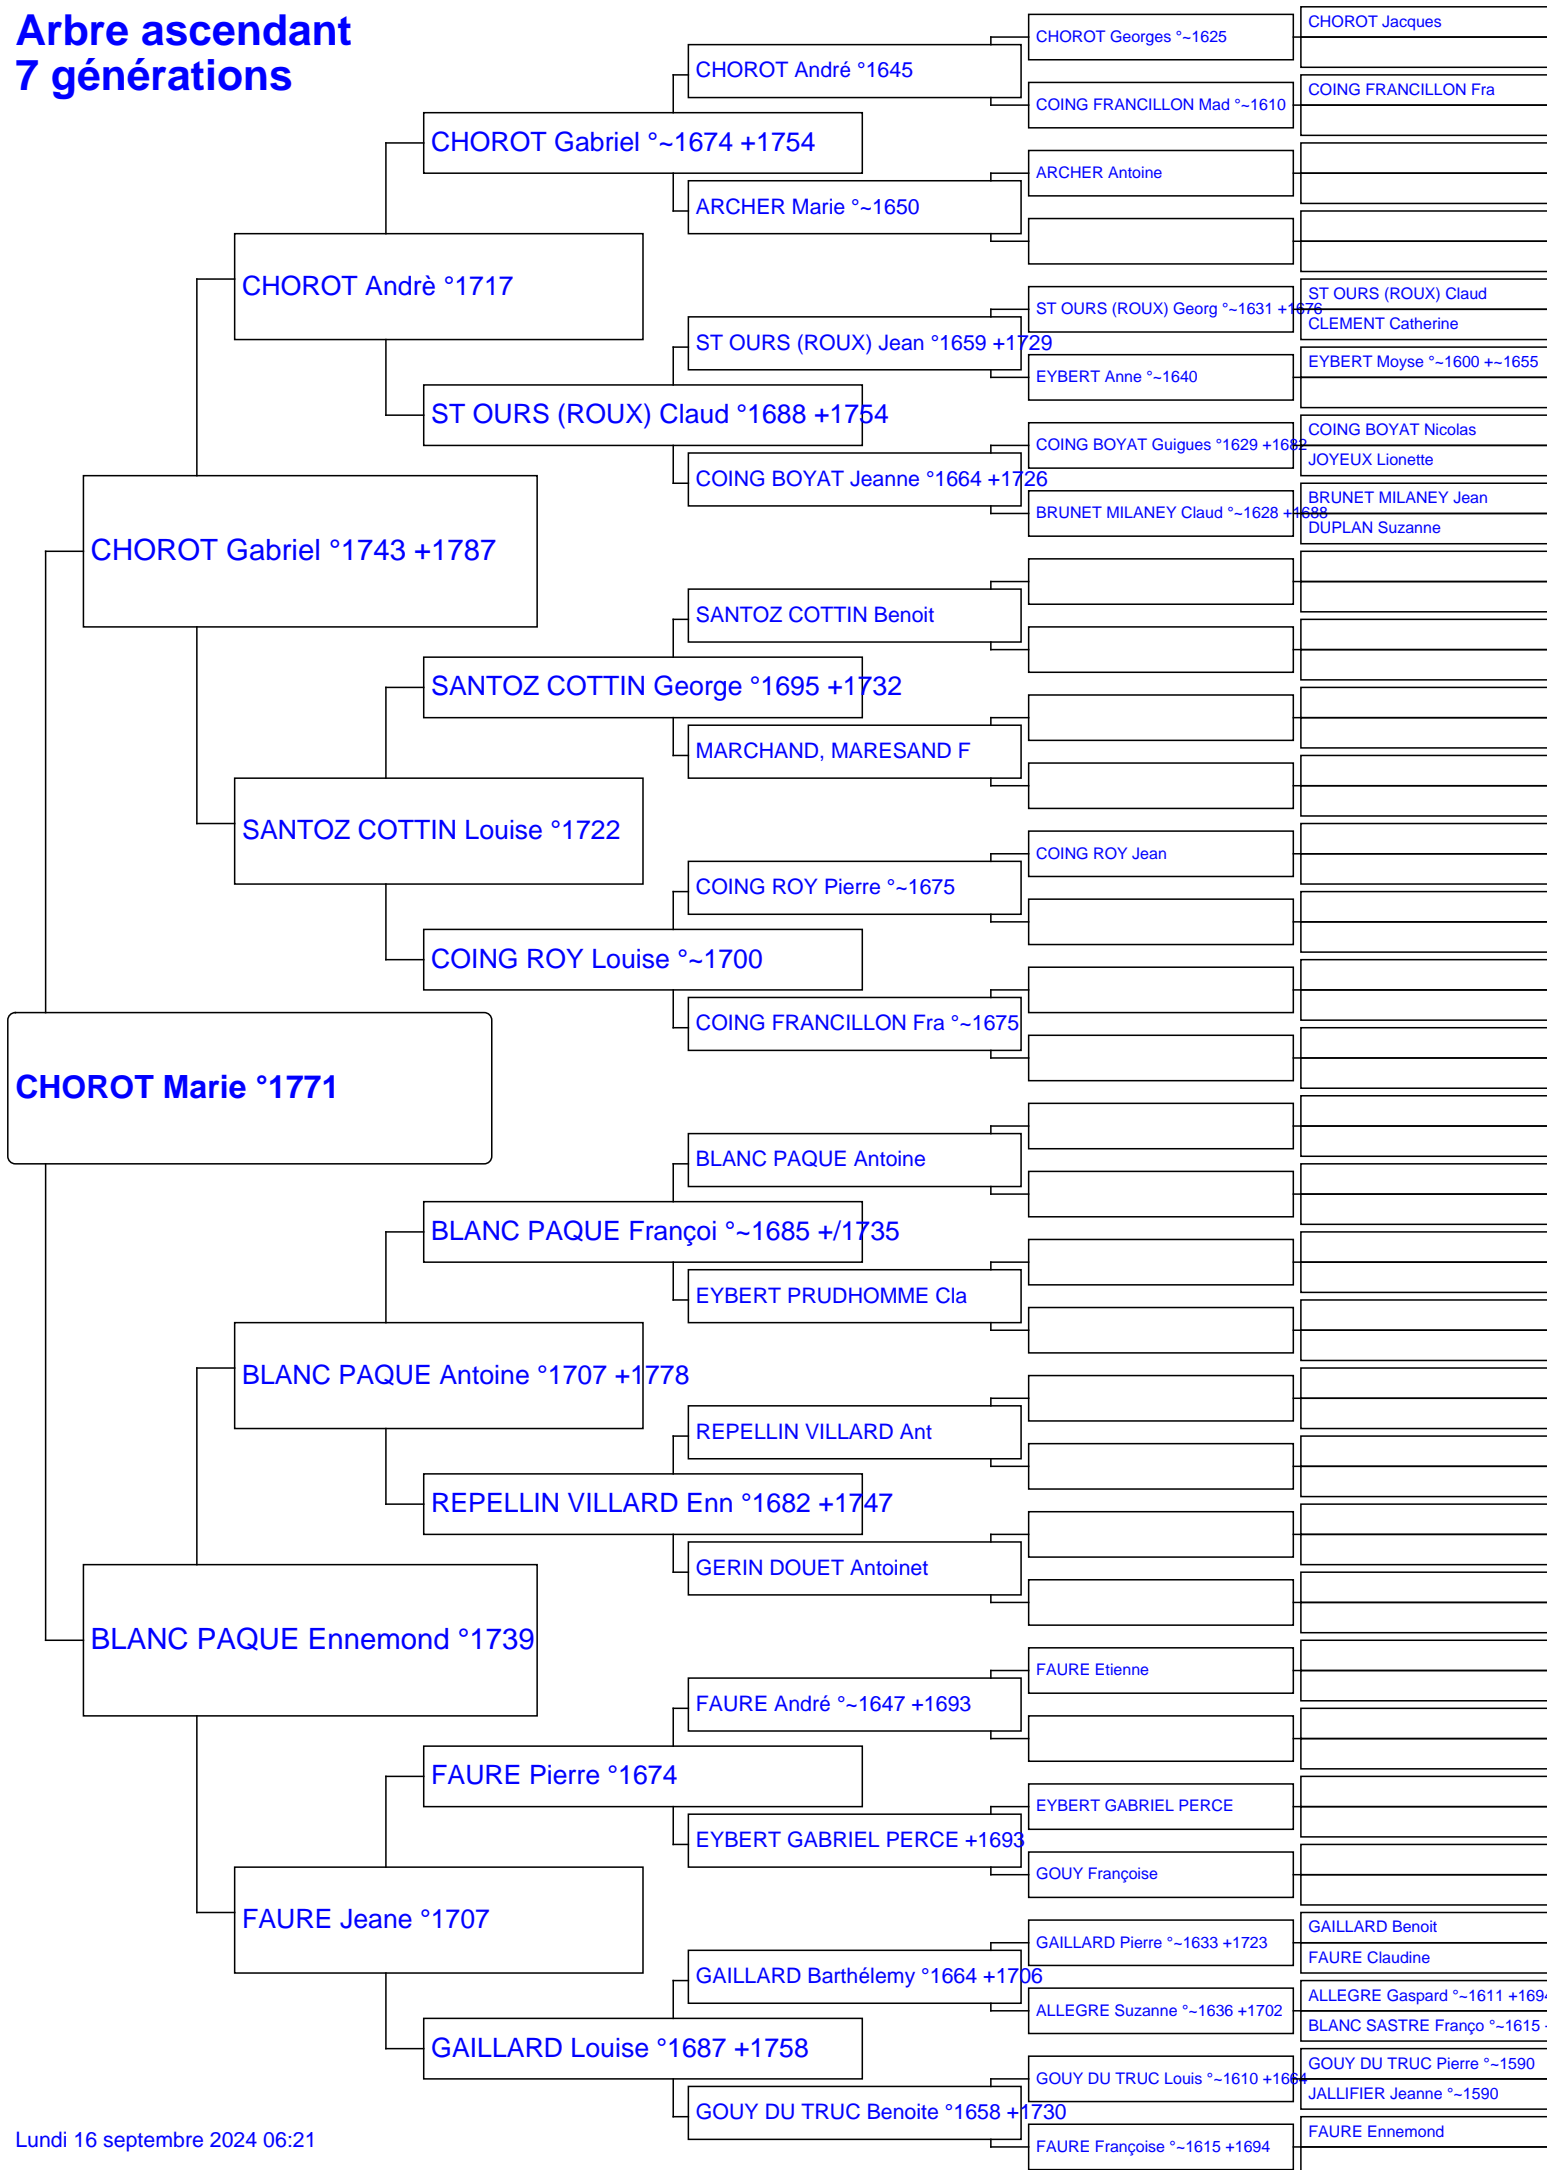 Arbre ascendant
7 générations
CHOROT Marie °1771
CHOROT Gabriel °1743 +1787
BLANC PAQUE Ennemond °1739
CHOROT Andrè °1717
SANTOZ COTTIN Louise °1722
BLANC PAQUE Antoine °1707 +1778
FAURE Jeane °1707
CHOROT Gabriel °~1674 +1754
ST OURS (ROUX) Claud °1688 +1754
SANTOZ COTTIN George °1695 +1732
COING ROY Louise °~1700
BLANC PAQUE Françoi °~1685 +/1735
REPELLIN VILLARD Enn °1682 +1747
FAURE Pierre °1674
GAILLARD Louise °1687 +1758
CHOROT André °1645
ARCHER Marie °~1650
ST OURS (ROUX) Jean °1659 +1729
COING BOYAT Jeanne °1664 +1726
SANTOZ COTTIN Benoit
MARCHAND, MARESAND F
COING ROY Pierre °~1675
COING FRANCILLON Fra °~1675
BLANC PAQUE Antoine
EYBERT PRUDHOMME Cla
REPELLIN VILLARD Ant
GERIN DOUET Antoinet
FAURE André °~1647 +1693
EYBERT GABRIEL PERCE +1693
GAILLARD Barthélemy °1664 +1706
GOUY DU TRUC Benoite °1658 +1730
CHOROT Georges °~1625
COING FRANCILLON Mad °~1610
ARCHER Antoine
ST OURS (ROUX) Georg °~1631 +1676
EYBERT Anne °~1640
COING BOYAT Guigues °1629 +1682
BRUNET MILANEY Claud °~1628 +1688
COING ROY Jean
FAURE Etienne
EYBERT GABRIEL PERCE
GOUY Françoise
GAILLARD Pierre °~1633 +1723
ALLEGRE Suzanne °~1636 +1702
GOUY DU TRUC Louis °~1610 +1664
FAURE Françoise °~1615 +1694
CHOROT Jacques
COING FRANCILLON Fra
ST OURS (ROUX) Claud
CLEMENT Catherine
EYBERT Moyse °~1600 +~1655
COING BOYAT Nicolas
JOYEUX Lionette
BRUNET MILANEY Jean
DUPLAN Suzanne
GAILLARD Benoit
FAURE Claudine
ALLEGRE Gaspard °~1611 +1694
BLANC SASTRE Franço °~1615
GOUY DU TRUC Pierre °~1590
JALLIFIER Jeanne °~1590
FAURE Ennemond
Lundi 16 septembre 2024 06:21